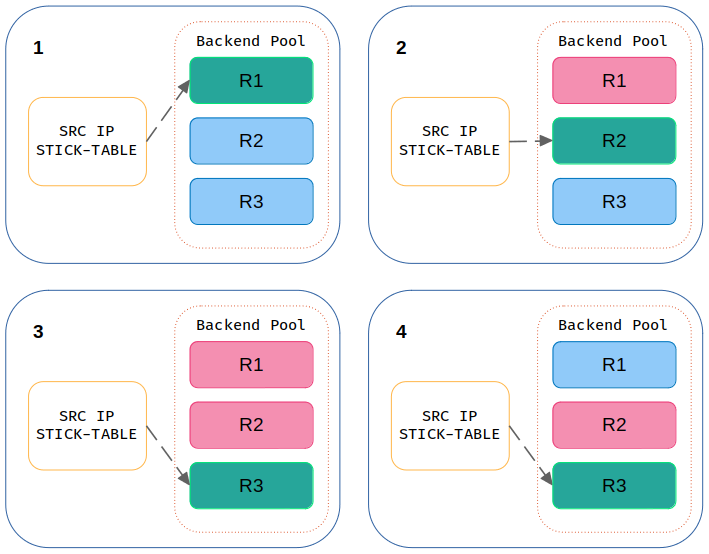 1
Backend Pool
R1
SRC IP
STICK-TABLE
R2
R3
2
Backend Pool
R1
SRC IP
STICK-TABLE
R2
R3
3
Backend Pool
R1
SRC IP
STICK-TABLE
R2
R3
4
Backend Pool
R1
SRC IP
STICK-TABLE
R2
R3